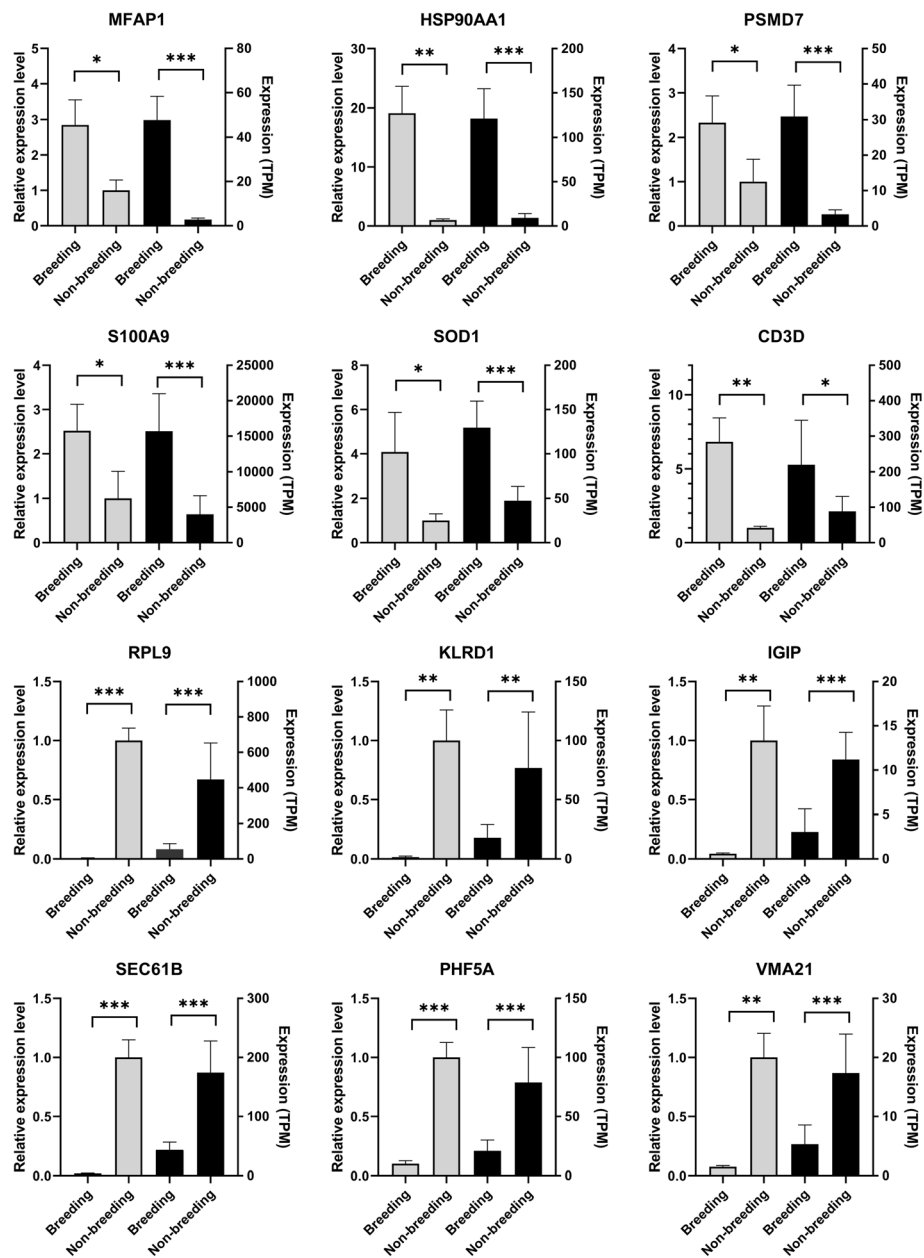 MFAP1
HSP90AA1
PSMD7
Relative expression level
5
4
3
2
1
0
*
***
80
60
40
20
0
Expression (TPM)
Breeding
Non-breeding
Breeding
Non-breeding
Relative expression level
30
20
10
0
**
***
200
150
100
50
0
Expression (TPM)
Breeding
Non-breeding
Breeding
Non-breeding
Relative expression level
4
3
2
1
0
*
***
50
40
30
20
10
0
Expression (TPM)
Breeding
Non-breeding
Breeding
Non-breeding
S100A9
SOD1
CD3D
Relative expression level
4
3
2
1
0
*
***
25000
20000
15000
10000
5000
0
Expression (TPM)
Breeding
Non-breeding
Breeding
Non-breeding
Relative expression level
8
6
4
2
0
*
***
200
150
100
50
0
Expression (TPM)
Breeding
Non-breeding
Breeding
Non-breeding
Relative expression level
10
5
0
**
*
500
400
300
200
100
0
Expression (TPM)
Breeding
Non-breeding
Breeding
Non-breeding
RPL9
KLRD1
IGIP
Relative expression level
1.5
1.0
0.5
0.0
***
***
1000
800
600
400
200
0
Expression (TPM)
Breeding
Non-breeding
Breeding
Non-breeding
Relative expression level
1.5
1.0
0.5
0.0
**
**
150
100
50
0
Expression (TPM)
Breeding
Non-breeding
Breeding
Non-breeding
Relative expression level
1.5
1.0
0.5
0.0
**
***
20
15
10
5
0
Expression (TPM)
Breeding
Non-breeding
Breeding
Non-breeding
SEC61B
PHF5A
VMA21
Relative expression level
1.5
1.0
0.5
0.0
***
***
300
200
100
0
Expression (TPM)
Breeding
Non-breeding
Breeding
Non-breeding
Relative expression level
1.5
1.0
0.5
0.0
***
***
150
100
50
0
Expression (TPM)
Breeding
Non-breeding
Breeding
Non-breeding
Relative expression level
1.5
1.0
0.5
0.0
**
***
30
20
10
0
Expression (TPM)
Breeding
Non-breeding
Breeding
Non-breeding